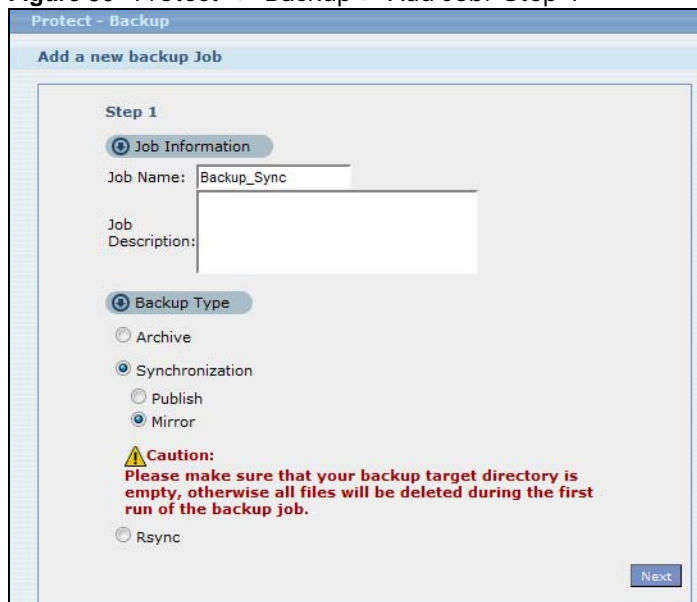 Protect - Backup
Add a new backup Job
Step 1
Job Information
Job Name: Backup_Sync
Job
Description:
Backup Type
Archive
Synchronization
Publish
Mirror
Caution:
Please make sure that your backup target directory is
empty, otherwise all files will be deleted during the first
run of the backup job.
Rsync
Next